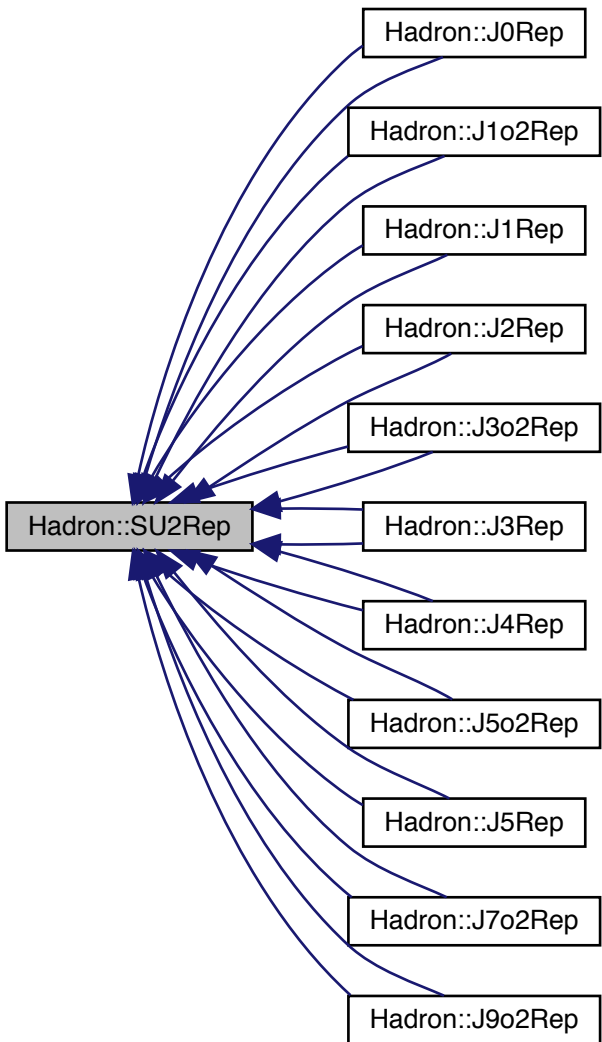 Hadron::J0Rep
Hadron::J1o2Rep
Hadron::J1Rep
Hadron::J2Rep
Hadron::J3o2Rep
Hadron::SU2Rep
Hadron::J3Rep
Hadron::J4Rep
Hadron::J5o2Rep
Hadron::J5Rep
Hadron::J7o2Rep
Hadron::J9o2Rep